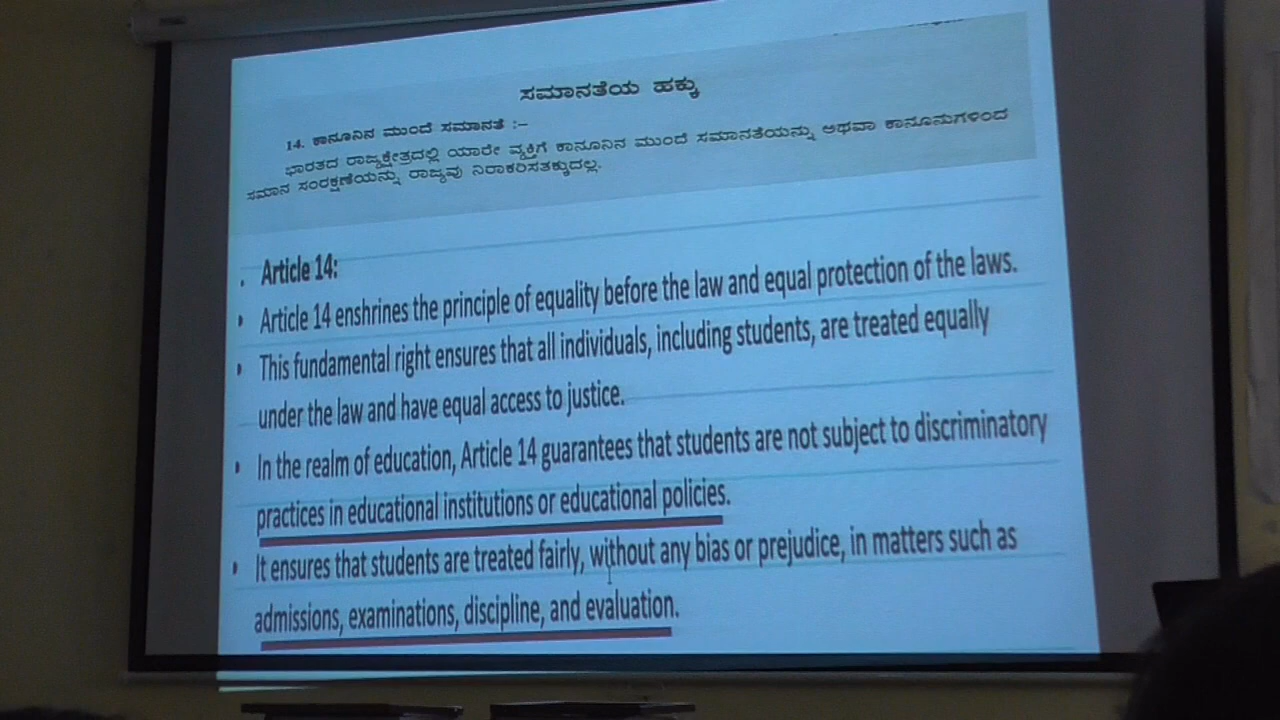 ಸಮಾನತೆಯ ಹಕ್ಕು
14. ಕಾನೂನಿನ ಮುಂದೆ ಸಮಾನತೆ :–
ಭಾರತದ ರಾಜ್ಯಕ್ಷೇತ್ರದಲ್ಲಿ ಯಾರೇ ವ್ಯಕ್ತಿಗೆ ಕಾನೂನಿನ ಮುಂದೆ ಸಮಾನತೆಯನ್ನು ಅಥವಾ ಕಾನೂನುಗಳಿಂದ
ಸಮಾನ ಸಂರಕ್ಷಣೆಯನ್ನು ರಾಜ್ಯವು ನಿರಾಕರಿಸತಕ್ಕುದಲ್ಲ.
• Article 14:
• Article 14 enshrines the principle of equality before the law and equal protection of the laws.
• This fundamental right ensures that all individuals, including students, are treated equally
under the law and have equal access to justice.
• In the realm of education, Article 14 guarantees that students are not subject to discriminatory
practices in educational institutions or educational policies.
• It ensures that students are treated fairly, without any bias or prejudice, in matters such as
admissions, examinations, discipline, and evaluation.